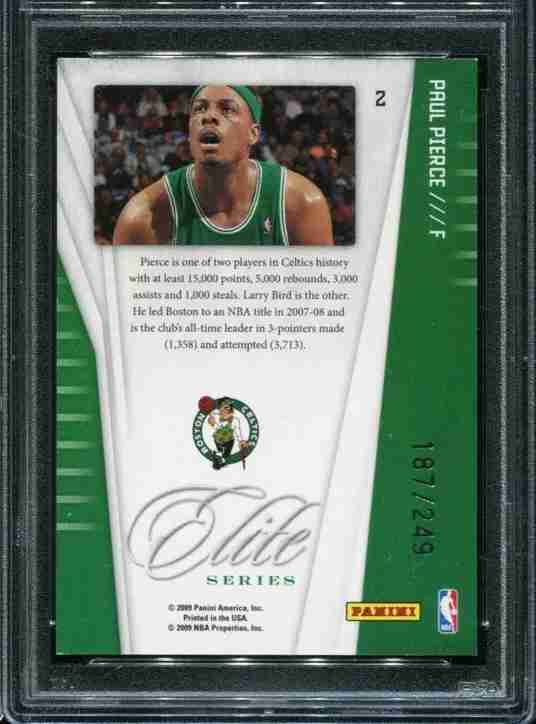 2
PAUL PIERCE /// F
Pierce is one of two players in Celtics history
with at least 15,000 points, 5,000 rebounds, 3,000
assists and 1,000 steals. Larry Bird is the other.
He led Boston to an NBA title in 2007-08 and
is the club's all-time leader in 3-pointers made
(1,358) and attempted (3,713).
BOSTON CELTICS
187/249
Elite
SERIES
© 2009 Panini America, Inc.
Printed in the USA.
© 2009 NBA Properties, Inc.
PANINI
NBA